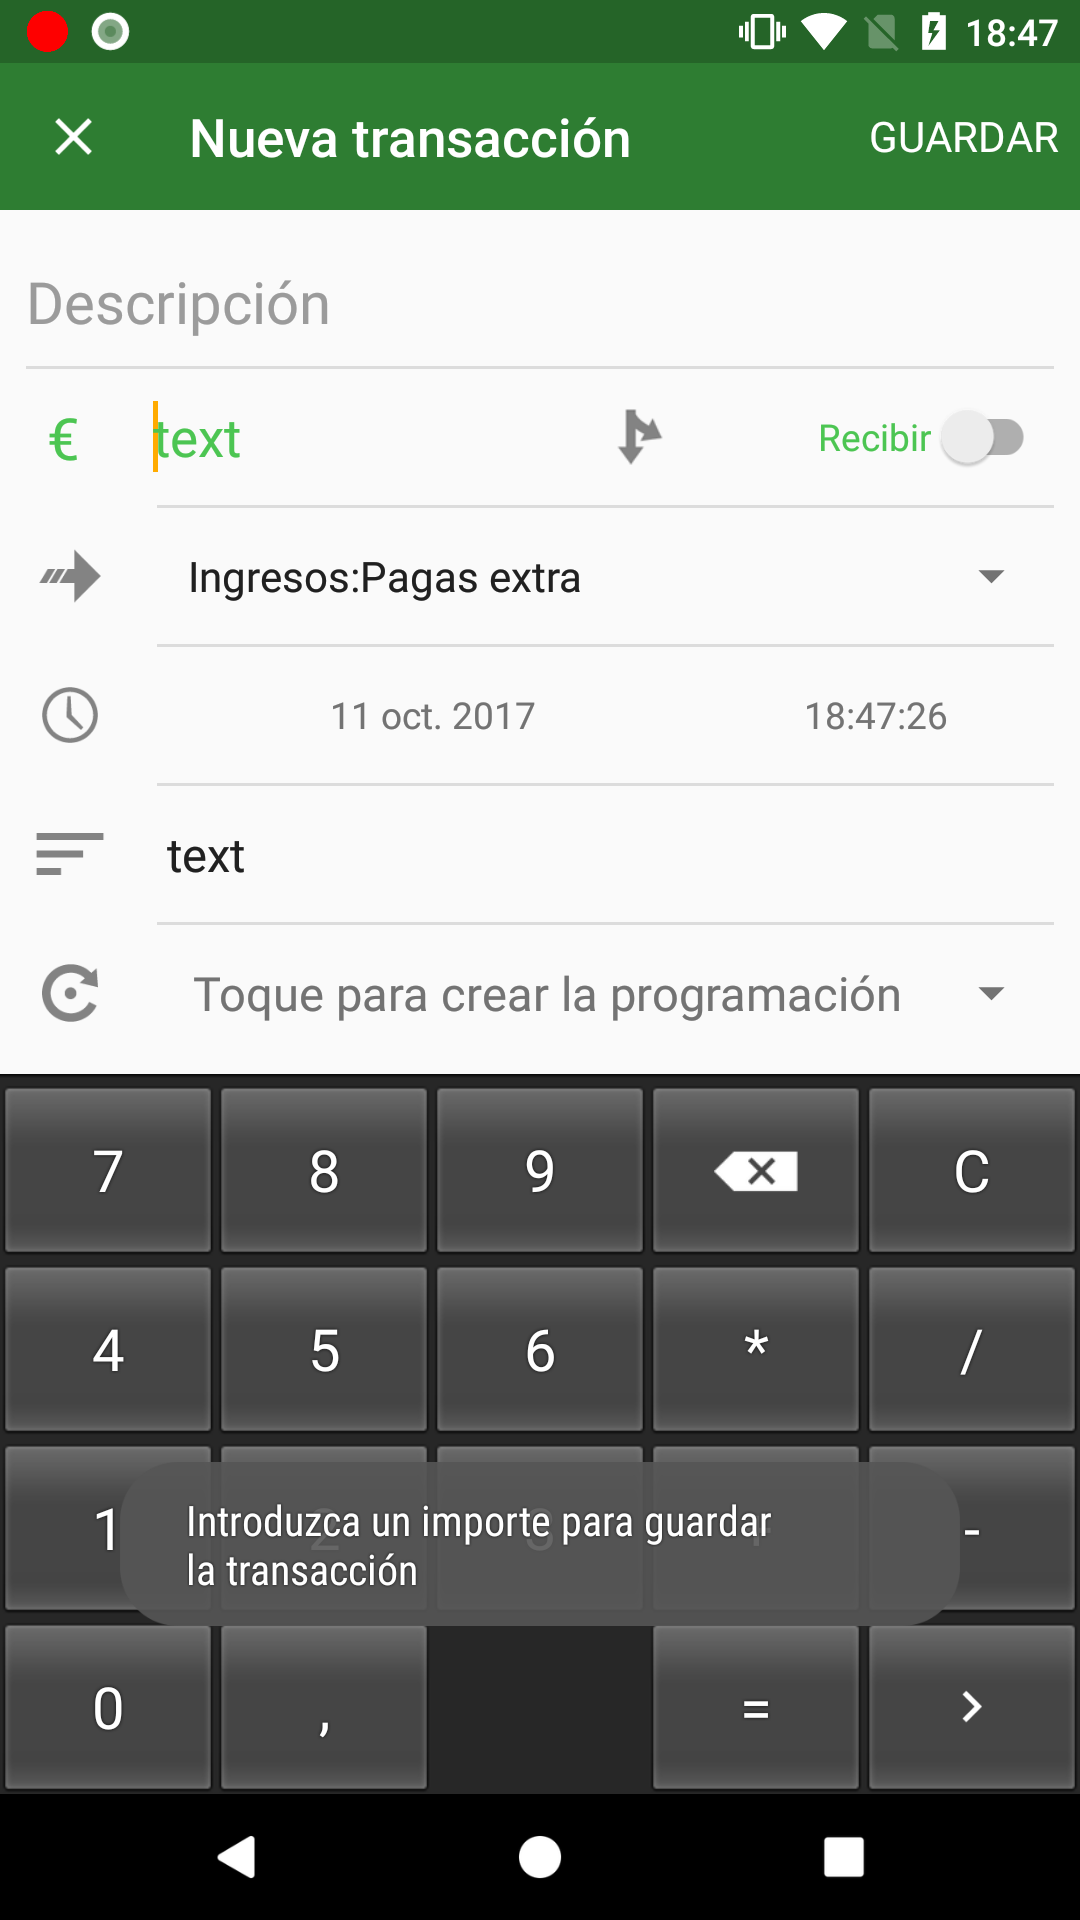 18:47
Nueva transacción
GUARDAR
Descripción
€ text Recibir
Ingresos:Pagas extra
11 oct. 2017 18:47:26
text
Toque para crear la programación
7 8 9 C
4 5 6 * /
1 2 3 + -
Introduzca un importe para guardar
la transacción
0 , = >